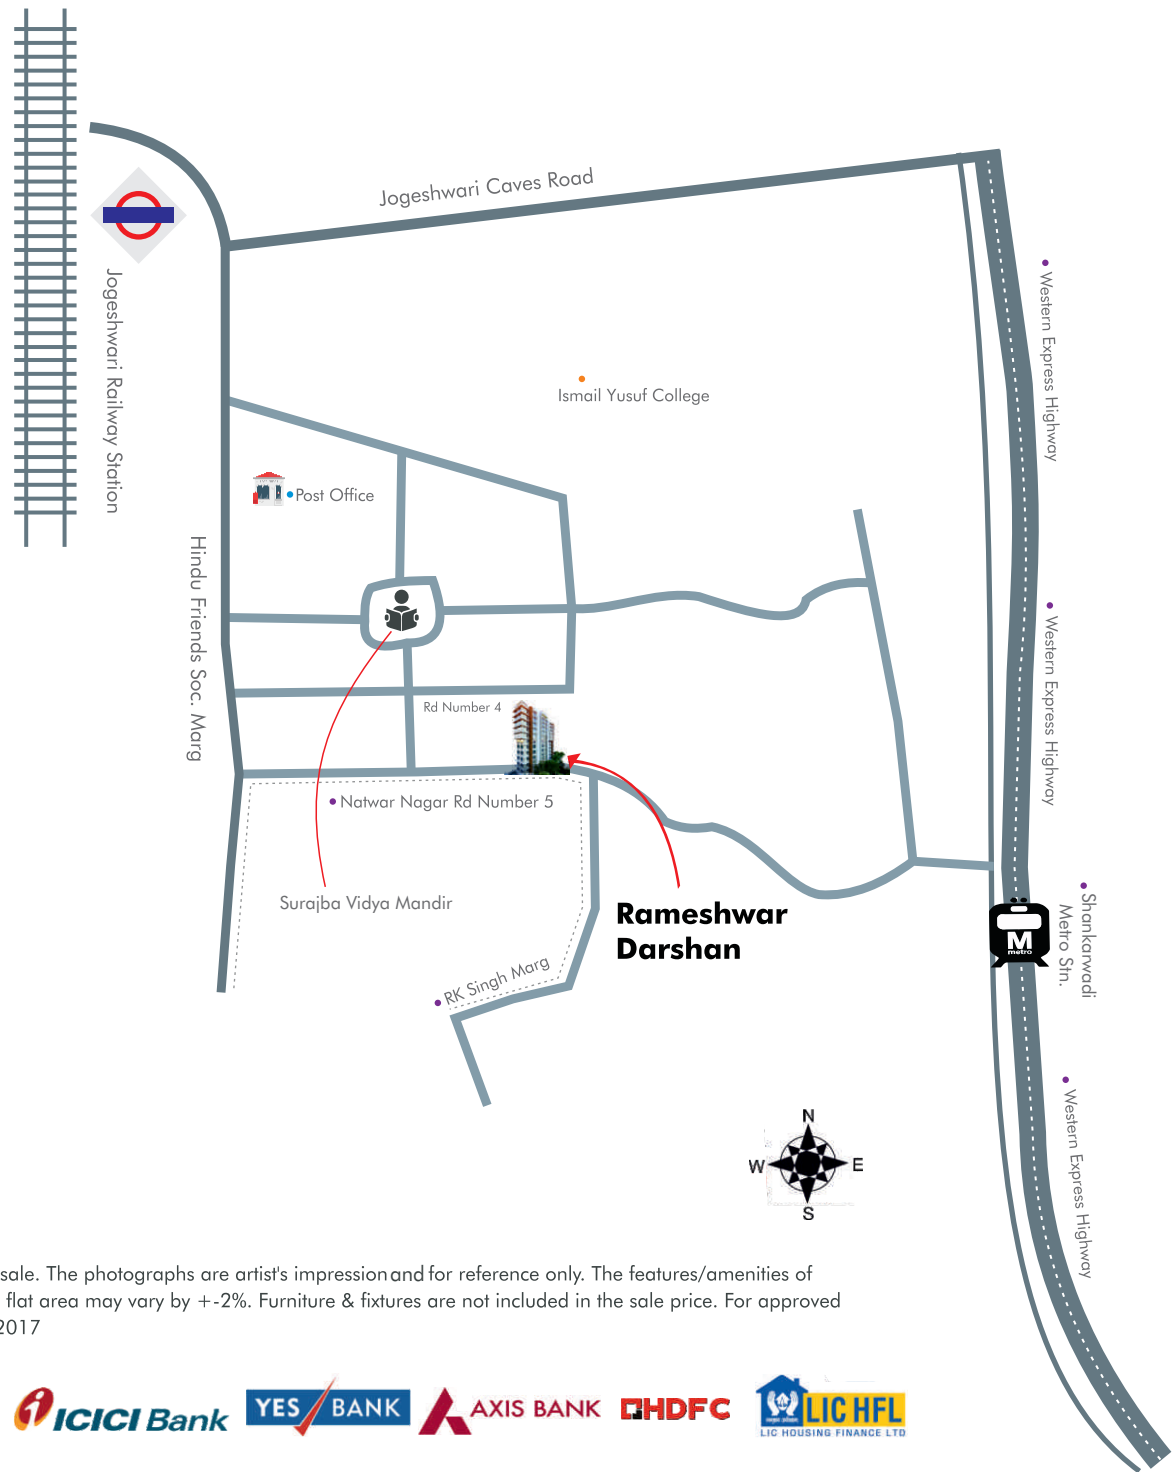 Jogeshwari Caves Road
Jogeshwari Railway Station
Western Express Highway
Ismail Yusuf College
Post Office
Hindu Friends Soc. Marg
Western Express Highway
Rd Number 4
Natwar Nagar Rd Number 5
Surajba Vidya Mandir
Rameshwar
Darshan
Shankarwadi
Metro Stn.
M
metro
RK Singh Marg
Western Express Highway
N
W E
S
sale. The photographs are artist's impression and for reference only. The features/amenities of
flat area may vary by +-2%. Furniture & fixtures are not included in the sale price. For approved
2017
ICICI Bank
YES BANK
AXIS BANK
HDFC
LIC HFL
LIC HOUSING FINANCE LTD